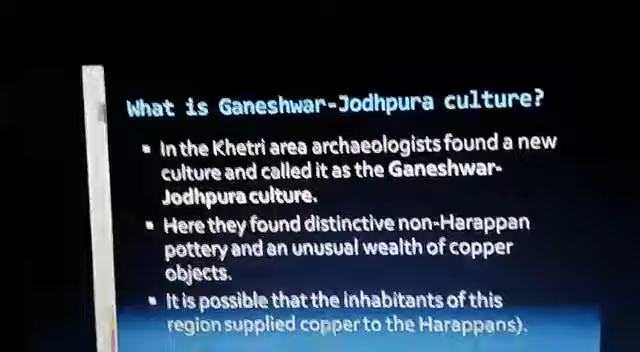 What is Ganeshwar-Jodhpura culture?
▪ In the Khetri area archaeologists found a new
culture and called it as the Ganeshwar-
Jodhpura culture.
▪ Here they found distinctive non-Harappan
pottery and an unusual wealth of copper
objects.
▪ It is possible that the inhabitants of this
region supplied copper to the Harappans).